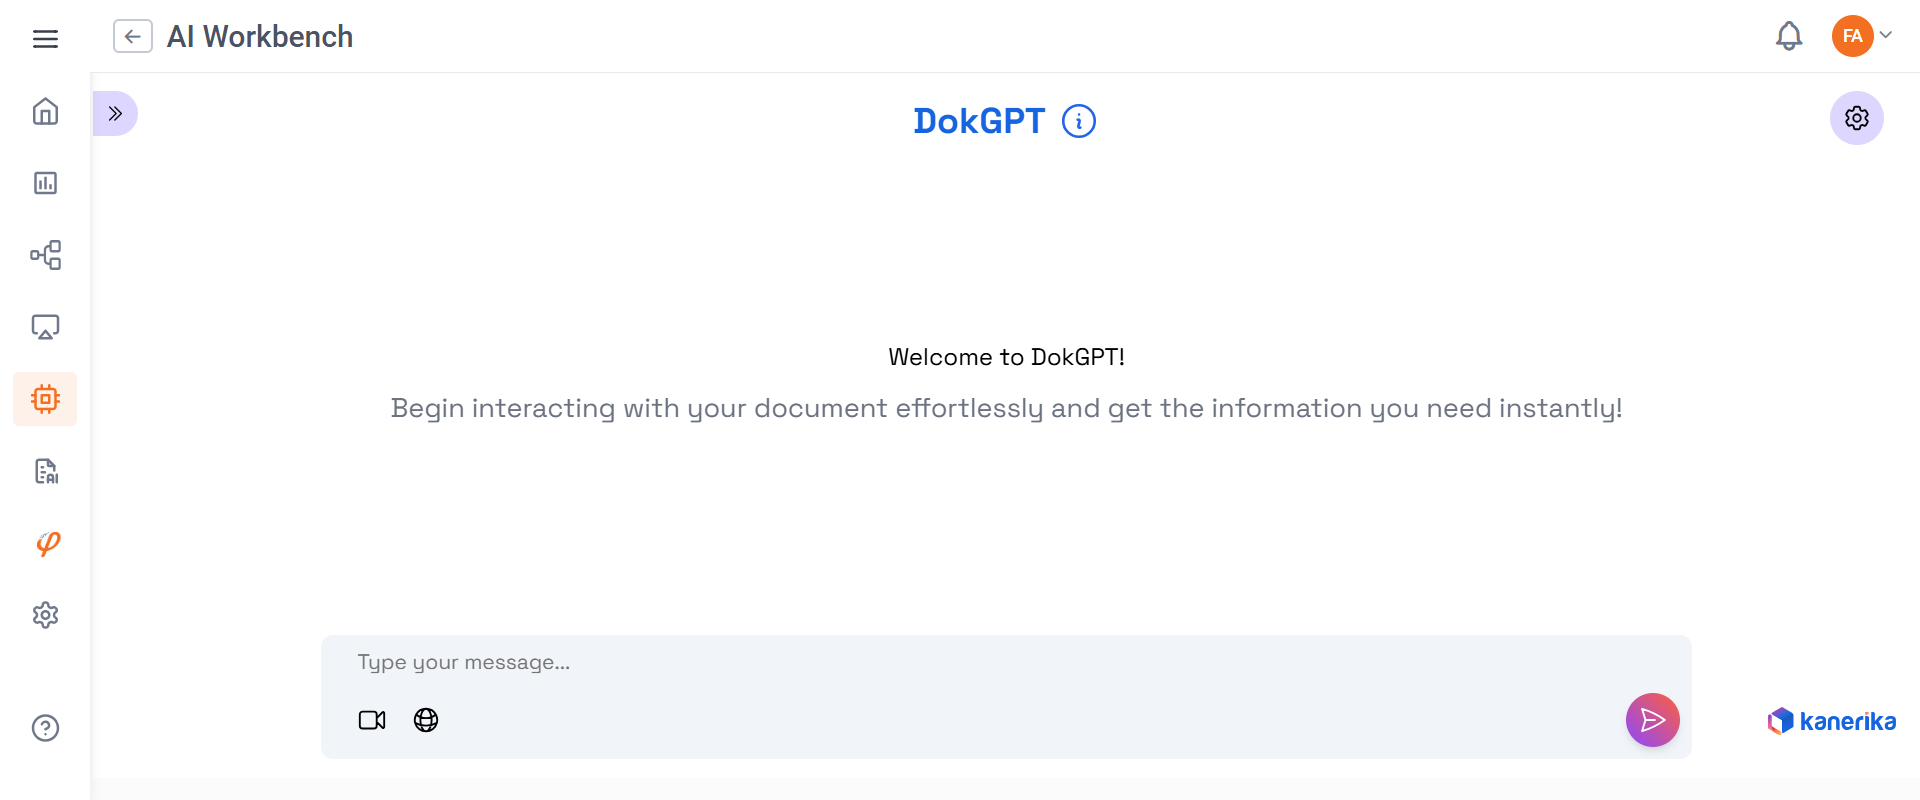 AI Workbench
FA
DokGPT
Welcome to DokGPT!
Begin interacting with your document effortlessly and get the information you need instantly!
AI
Type your message...
kanerika